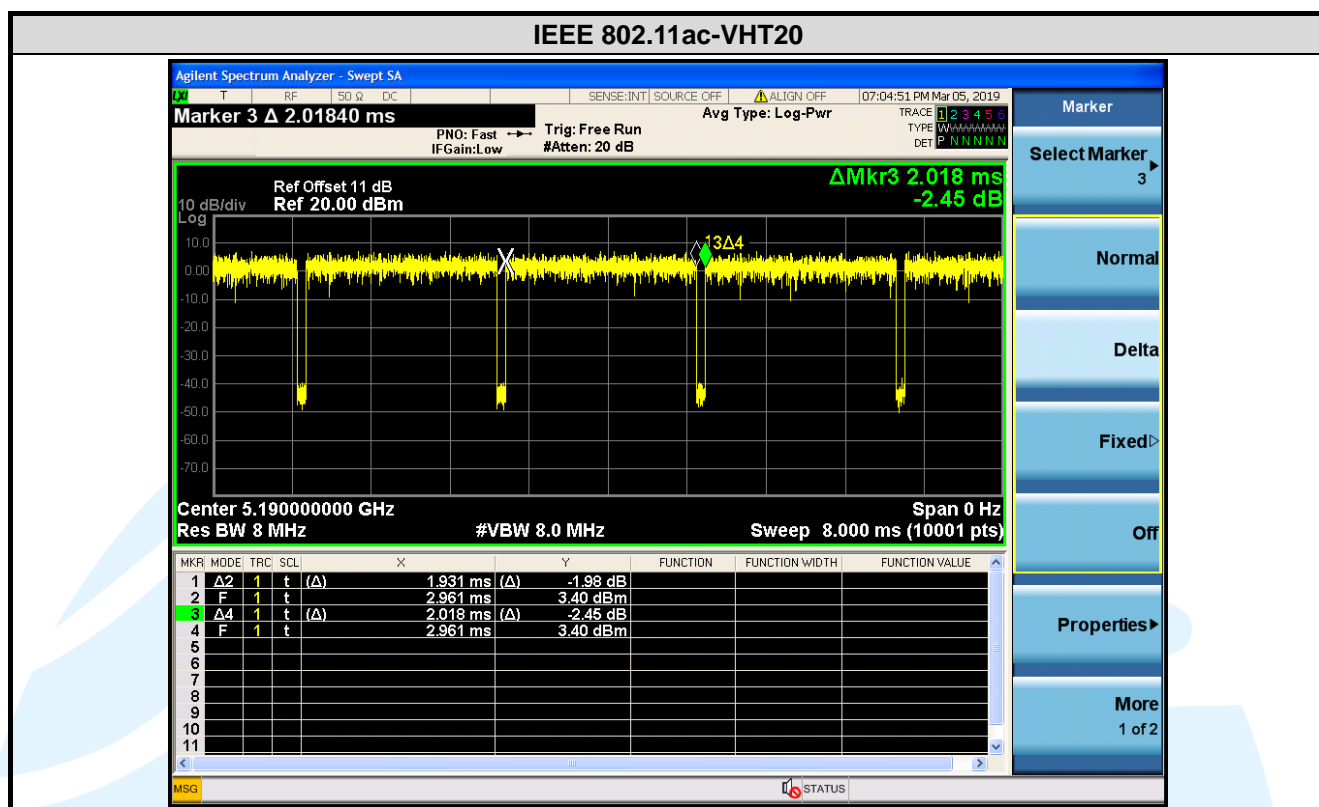 IEEE 802.11ac-VHT20
Agilent Spectrum Analyzer - Swept SA
LXI T RF 50 Ω DC SENSE:INT SOURCE OFF ALIGN OFF 07:04:51 PM Mar 05, 2019
Marker 3 Δ 2.01840 ms
PNO: Fast
IFGain:Low
Trig: Free Run
#Atten: 20 dB
Avg Type: Log-Pwr
TRACE 1 2 3 4 5 6
TYPE WWWWWW
DET P N N N N N
ΔMkr3 2.018 ms
-2.45 dB
Ref Offset 11 dB
10 dB/div Ref 20.00 dBm
Log
10.0
0.00
-10.0
-20.0
-30.0
-40.0
-50.0
-60.0
-70.0
13Δ4
Center 5.190000000 GHz Span 0 Hz
Res BW 8 MHz #VBW 8.0 MHz Sweep 8.000 ms (10001 pts)
MKR MODE TRC SCL X Y FUNCTION FUNCTION WIDTH FUNCTION VALUE
1 Δ2 1 t (Δ) 1.931 ms (Δ) -1.98 dB
2 F 1 t 2.961 ms 3.40 dBm
3 Δ4 1 t (Δ) 2.018 ms (Δ) -2.45 dB
4 F 1 t 2.961 ms 3.40 dBm
5
6
7
8
9
10
11
MSG STATUS
Marker
Select Marker
3
Normal
Delta
Fixed
Off
Properties
More
1 of 2